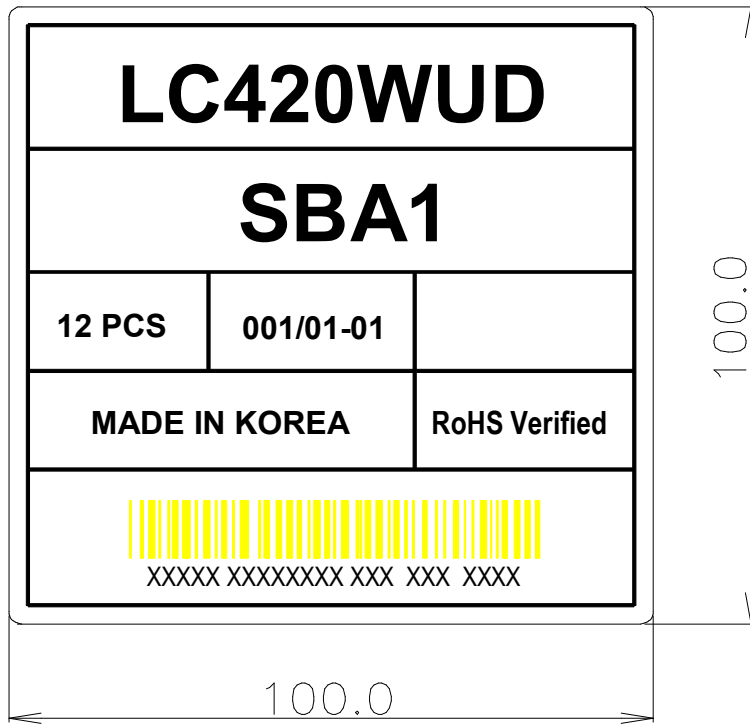 LC420WUD
SBA1
12 PCS 001/01-01
MADE IN KOREA RoHS Verified
XXXXX XXXXXXXX XXX XXX XXXX
100.0
100.0